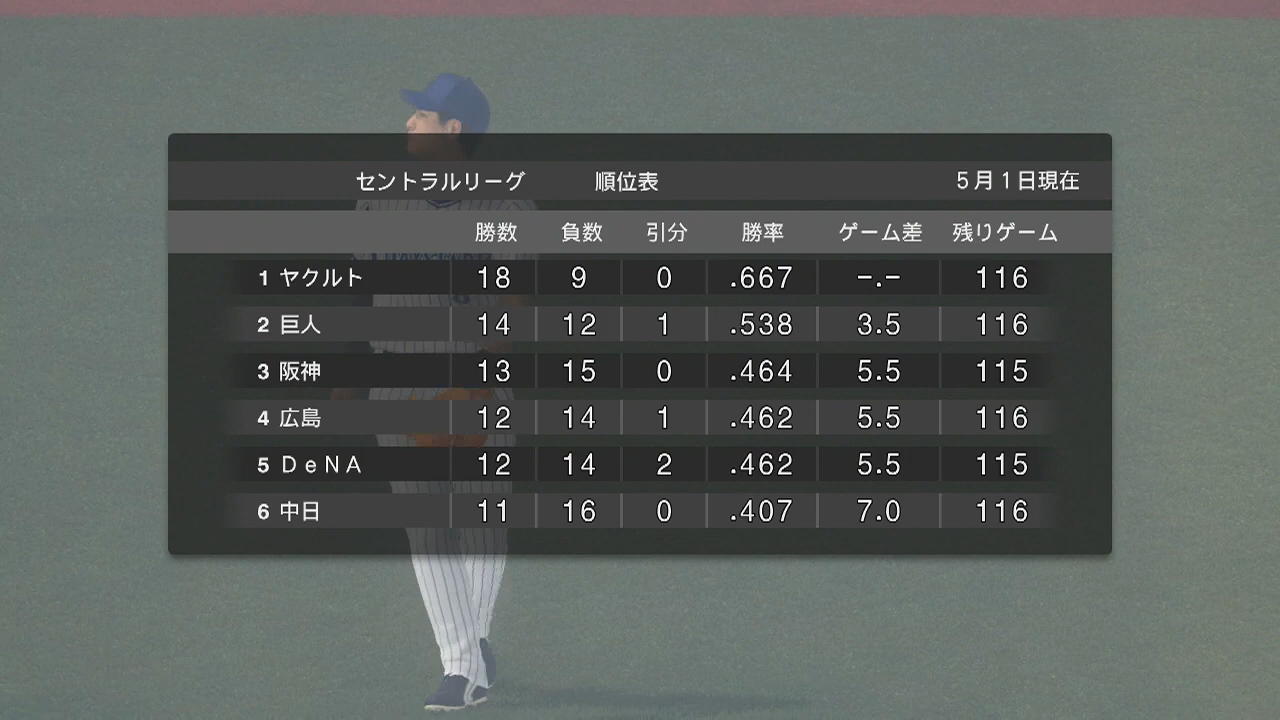 セントラルリーグ 順位表 5月1日現在
勝数 負数 引分 勝率 ゲーム差 残りゲーム
1 ヤクルト 18 9 0 .667 -.- 116
2 巨人 14 12 1 .538 3.5 116
3 阪神 13 15 0 .464 5.5 115
4 広島 12 14 1 .462 5.5 116
5 DeNA 12 14 2 .462 5.5 115
6 中日 11 16 0 .407 7.0 116